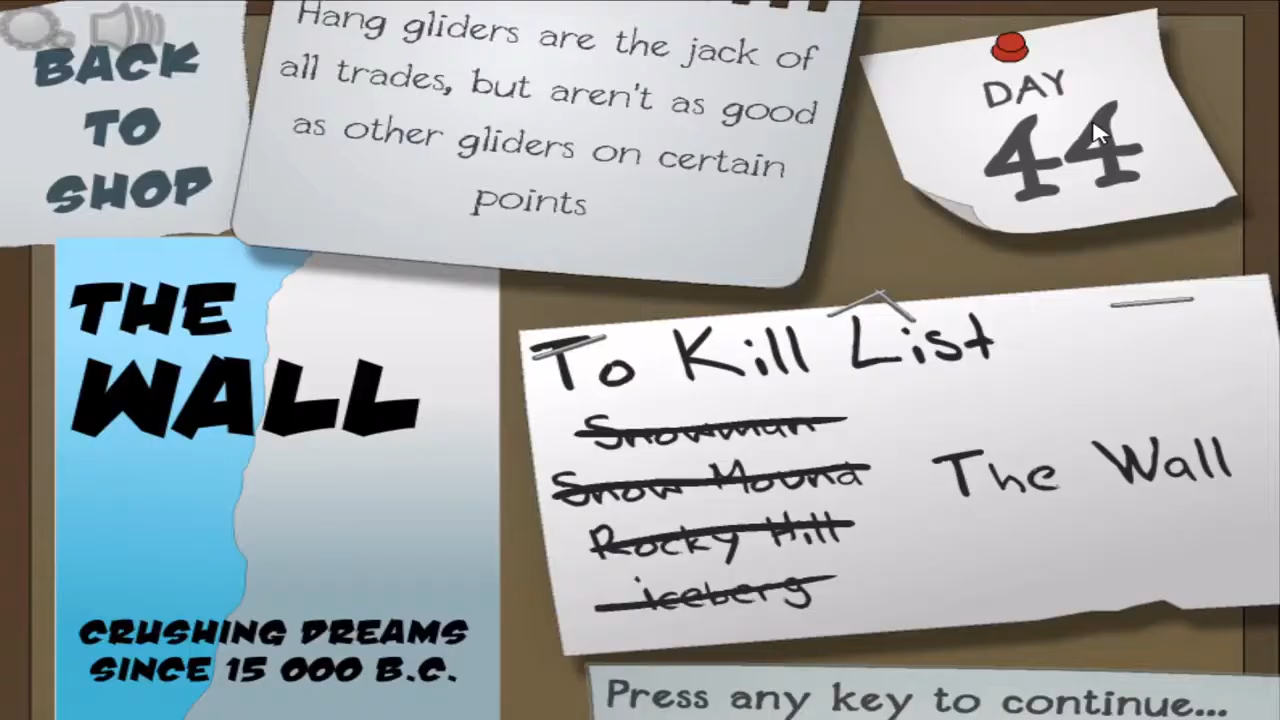 BACK
TO
SHOP
Hang gliders are the jack of
all trades, but aren't as good
as other gliders on certain
points
DAY
44
THE
WALL
CRUSHING DREAMS
SINCE 15 000 B.C.
To Kill List
Snowman
Snow Mound
Rocky Hill
iceberg
The Wall
Press any key to continue...